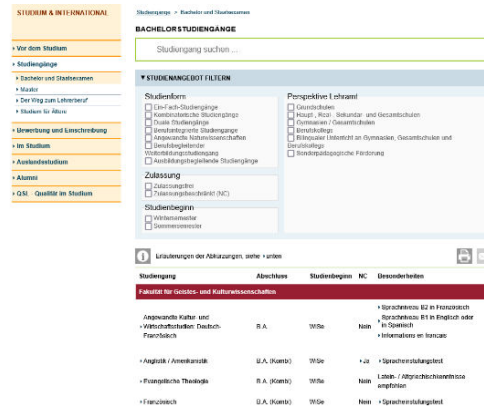 STUDIUM & INTERNATIONAL
Vor dem Studium
Studiengänge
Bachelor und Staatsexamen
Master
Der Weg zum Lehrerberuf
Studium für Ältere
Bewerbung und Einschreibung
Im Studium
Auslandsstudium
Alumni
QSL - Qualität im Studium
Studiengänge > Bachelor und Staatsexamen
BACHELORSTUDIENGÄNGE
Studiengang suchen ...
▼ STUDIENANGEBOT FILTERN
Studienform
Ein-Fach-Studiengänge
Kombinatorische Studiengänge
Duale Studiengänge
Berufsintegrierte Studiengänge
Angewandte Naturwissenschaften
Berufsbegleitender
Weiterbildungsstudiengang
Ausbildungsbegleitende Studiengänge
Zulassung
Zulassungsfrei
Zulassungsbeschränkt (NC)
Studienbeginn
Wintersemester
Sommersemester
Perspektive Lehramt
Grundschulen
Haupt-, Real-, Sekundar- und Gesamtschulen
Gymnasien / Gesamtschulen
Berufskollegs
Bilingualer Unterricht an Gymnasien, Gesamtschulen und
Berufskollegs
Sonderpädagogische Förderung
Erläuterungen der Abkürzungen, siehe unten
Studiengang Abschluss Studienbeginn NC Besonderheiten
Fakultät für Geistes- und Kulturwissenschaften
Angewandte Kultur- und Wirtschaftsstudien: Deutsch-Französisch B.A. WiSe Nein
Sprachniveau B2 in Französisch
Sprachniveau B1 in Englisch oder in Spanisch
Informations en francais
Anglistik / Amerikanistik B.A. (Kombi) WiSe Ja Spracheinstufungstest
Evangelische Theologie B.A. (Kombi) WiSe Nein Latein- / Altgriechischkenntnisse empfohlen
Französisch B.A. (Kombi) WiSe Nein Spracheinstufungstest